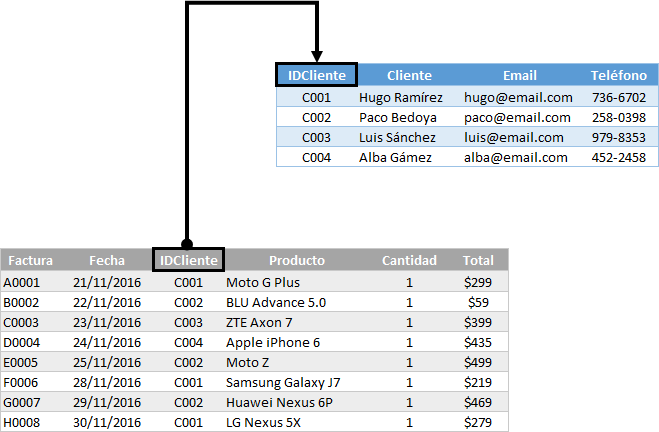 IDCliente Cliente Email Teléfono
C001 Hugo Ramírez hugo@email.com 736-6702
C002 Paco Bedoya paco@email.com 258-0398
C003 Luis Sánchez luis@email.com 979-8353
C004 Alba Gámez alba@email.com 452-2458
Factura Fecha IDCliente Producto Cantidad Total
A0001 21/11/2016 C001 Moto G Plus 1 $299
B0002 22/11/2016 C002 BLU Advance 5.0 1 $59
C0003 23/11/2016 C003 ZTE Axon 7 1 $399
D0004 24/11/2016 C004 Apple iPhone 6 1 $435
E0005 25/11/2016 C002 Moto Z 1 $499
F0006 28/11/2016 C001 Samsung Galaxy J7 1 $219
G0007 29/11/2016 C002 Huawei Nexus 6P 1 $469
H0008 30/11/2016 C001 LG Nexus 5X 1 $279